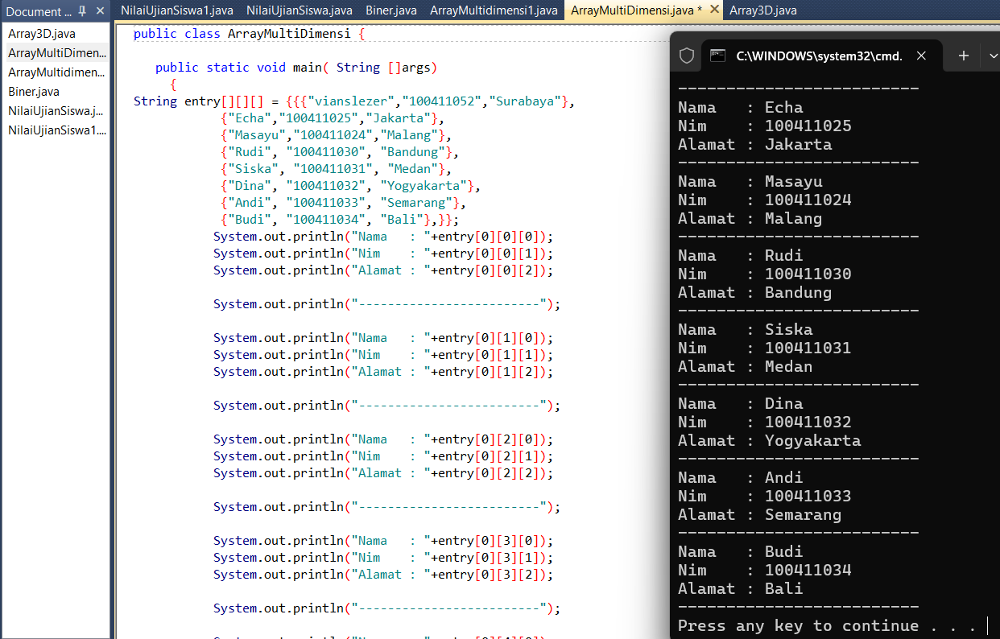 Document ...
NilaiUjianSiswa1.java NilaiUjianSiswa.java Biner.java ArrayMultidimensi1.java ArrayMultiDimensi.java * Array3D.java
Array3D.java
ArrayMultiDimen...
ArrayMultidimen...
Biner.java
NilaiUjianSiswa.j...
NilaiUjianSiswa1....
public class ArrayMultiDimensi {
public static void main( String []args)
{
String entry[][][] = {{{"vianslezer","100411052","Surabaya"},
{"Echa","100411025","Jakarta"},
{"Masayu","100411024","Malang"},
{"Rudi", "100411030", "Bandung"},
{"Siska", "100411031", "Medan"},
{"Dina", "100411032", "Yogyakarta"},
{"Andi", "100411033", "Semarang"},
{"Budi", "100411034", "Bali"},}};
System.out.println("Nama   : "+entry[0][0][0]);
System.out.println("Nim    : "+entry[0][0][1]);
System.out.println("Alamat : "+entry[0][0][2]);
System.out.println("-------------------------");
System.out.println("Nama   : "+entry[0][1][0]);
System.out.println("Nim    : "+entry[0][1][1]);
System.out.println("Alamat : "+entry[0][1][2]);
System.out.println("-------------------------");
System.out.println("Nama   : "+entry[0][2][0]);
System.out.println("Nim    : "+entry[0][2][1]);
System.out.println("Alamat : "+entry[0][2][2]);
System.out.println("-------------------------");
System.out.println("Nama   : "+entry[0][3][0]);
System.out.println("Nim    : "+entry[0][3][1]);
System.out.println("Alamat : "+entry[0][3][2]);
System.out.println("-------------------------");
C:\WINDOWS\system32\cmd.
-------------------------
Nama   : Echa
Nim    : 100411025
Alamat : Jakarta
-------------------------
Nama   : Masayu
Nim    : 100411024
Alamat : Malang
-------------------------
Nama   : Rudi
Nim    : 100411030
Alamat : Bandung
-------------------------
Nama   : Siska
Nim    : 100411031
Alamat : Medan
-------------------------
Nama   : Dina
Nim    : 100411032
Alamat : Yogyakarta
-------------------------
Nama   : Andi
Nim    : 100411033
Alamat : Semarang
-------------------------
Nama   : Budi
Nim    : 100411034
Alamat : Bali
-------------------------
Press any key to continue . . .